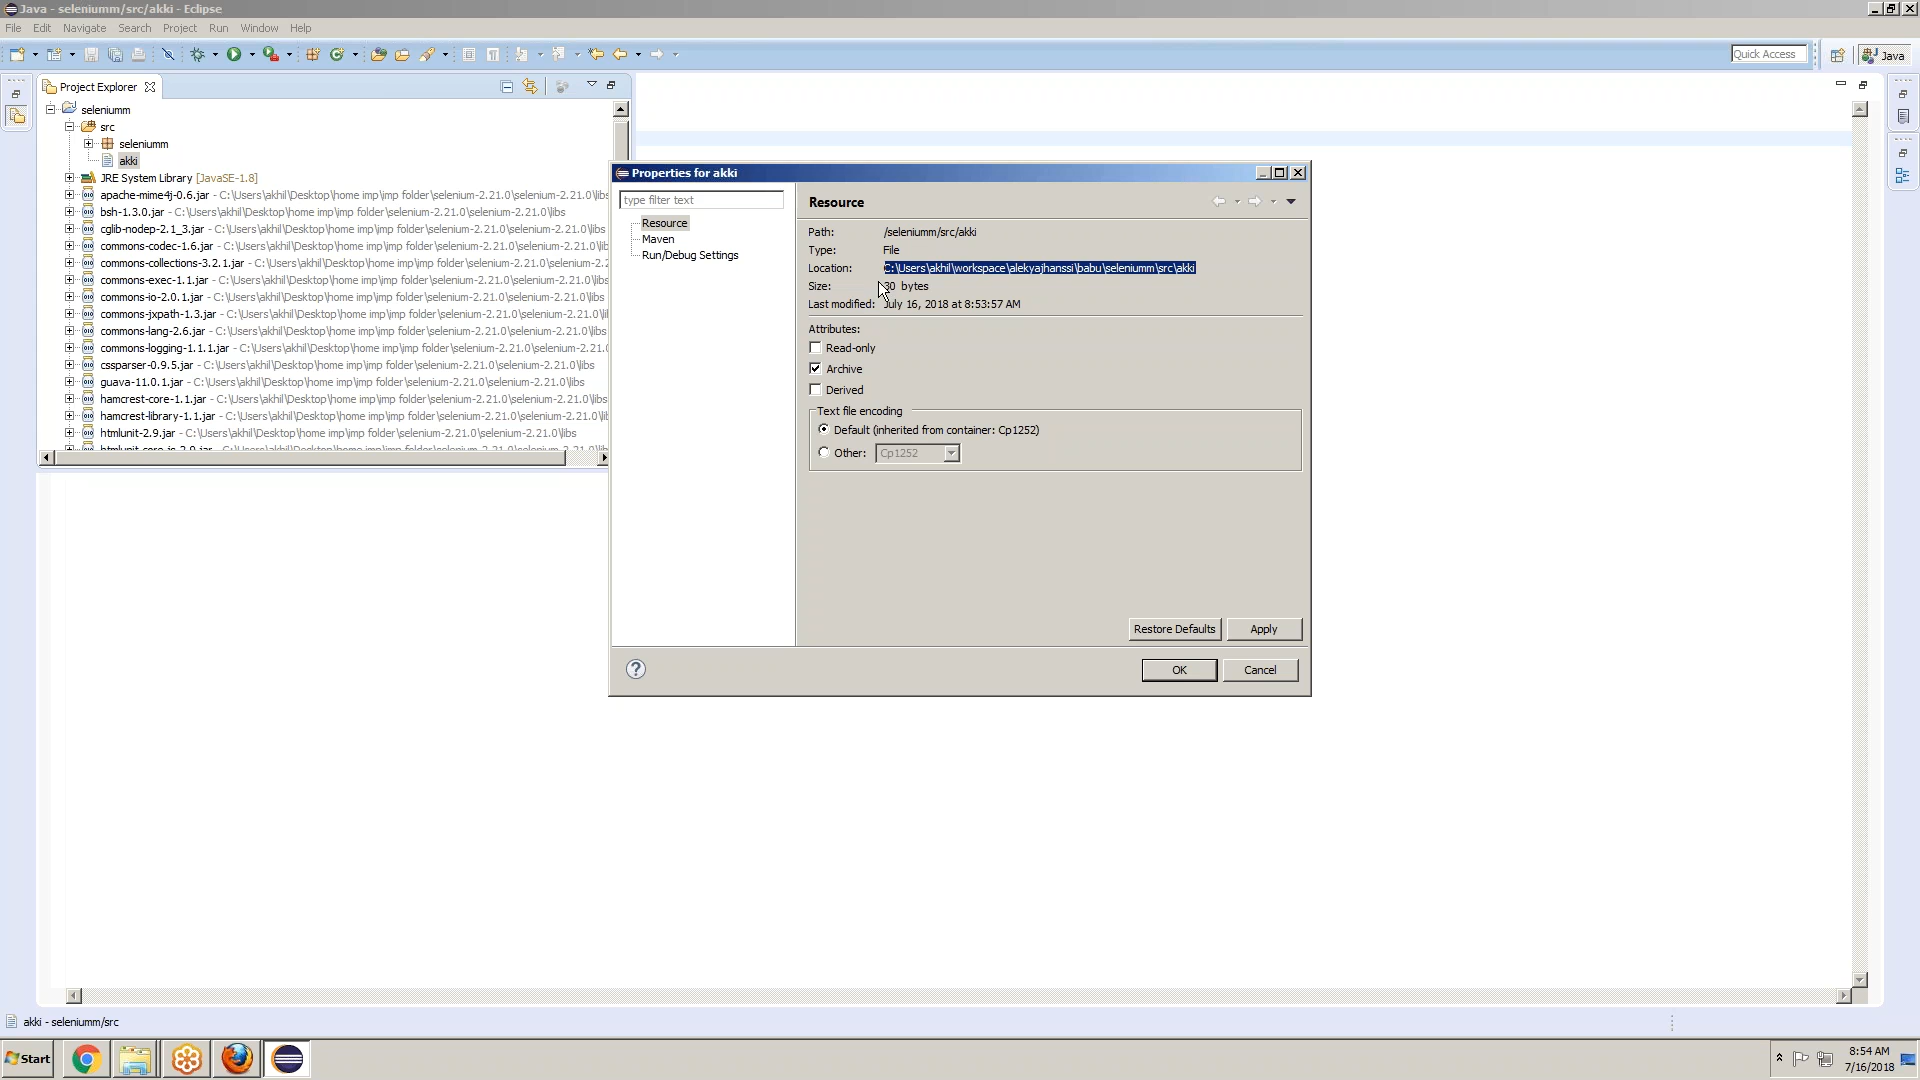 Java - seleniumm/src/akki - Eclipse
File Edit Navigate Search Project Run Window Help
Quick Access
Java
Project Explorer
seleniumm
src
seleniumm
akki
JRE System Library [JavaSE-1.8]
apache-mime4j-0.6.jar - C:\Users\akhil\Desktop\home imp\imp folder\selenium-2.21.0\selenium-2.21.0\l
bsh-1.3.0.jar - C:\Users\akhil\Desktop\home imp\imp folder\selenium-2.21.0\selenium-2.21.0\libs
cglib-nodep-2.1_3.jar - C:\Users\akhil\Desktop\home imp\imp folder\selenium-2.21.0\selenium-2.21.0\libs
commons-codec-1.6.jar - C:\Users\akhil\Desktop\home imp\imp folder\selenium-2.21.0\selenium-2.21.0\l
commons-collections-3.2.1.jar - C:\Users\akhil\Desktop\home imp\imp folder\selenium-2.21.0\selenium-2.
commons-exec-1.1.jar - C:\Users\akhil\Desktop\home imp\imp folder\selenium-2.21.0\selenium-2.21.0\lib
commons-io-2.0.1.jar - C:\Users\akhil\Desktop\home imp\imp folder\selenium-2.21.0\selenium-2.21.0\libs
commons-jxpath-1.3.jar - C:\Users\akhil\Desktop\home imp\imp folder\selenium-2.21.0\selenium-2.21.0\
commons-lang-2.6.jar - C:\Users\akhil\Desktop\home imp\imp folder\selenium-2.21.0\selenium-2.21.0\libs
commons-logging-1.1.1.jar - C:\Users\akhil\Desktop\home imp\imp folder\selenium-2.21.0\selenium-2.21.0
cssparser-0.9.5.jar - C:\Users\akhil\Desktop\home imp\imp folder\selenium-2.21.0\selenium-2.21.0\libs
guava-11.0.1.jar - C:\Users\akhil\Desktop\home imp\imp folder\selenium-2.21.0\selenium-2.21.0\libs
hamcrest-core-1.1.jar - C:\Users\akhil\Desktop\home imp\imp folder\selenium-2.21.0\selenium-2.21.0\lib
hamcrest-library-1.1.jar - C:\Users\akhil\Desktop\home imp\imp folder\selenium-2.21.0\selenium-2.21.0\li
htmlunit-2.9.jar - C:\Users\akhil\Desktop\home imp\imp folder\selenium-2.21.0\selenium-2.21.0\libs
Properties for akki
type filter text
Resource
Maven
Run/Debug Settings
Resource
Path: /seleniumm/src/akki
Type: File
Location: C:\Users\akhil\workspace\alekyajhanssi\babu\seleniumm\src\akki
Size: bytes
Last modified: July 16, 2018 at 8:53:57 AM
Attributes:
Read-only
Archive
Derived
Text file encoding
Default (inherited from container: Cp1252)
Other: Cp1252
Restore Defaults Apply
OK Cancel
akki - seleniumm/src
Start
8:54 AM
7/16/2018